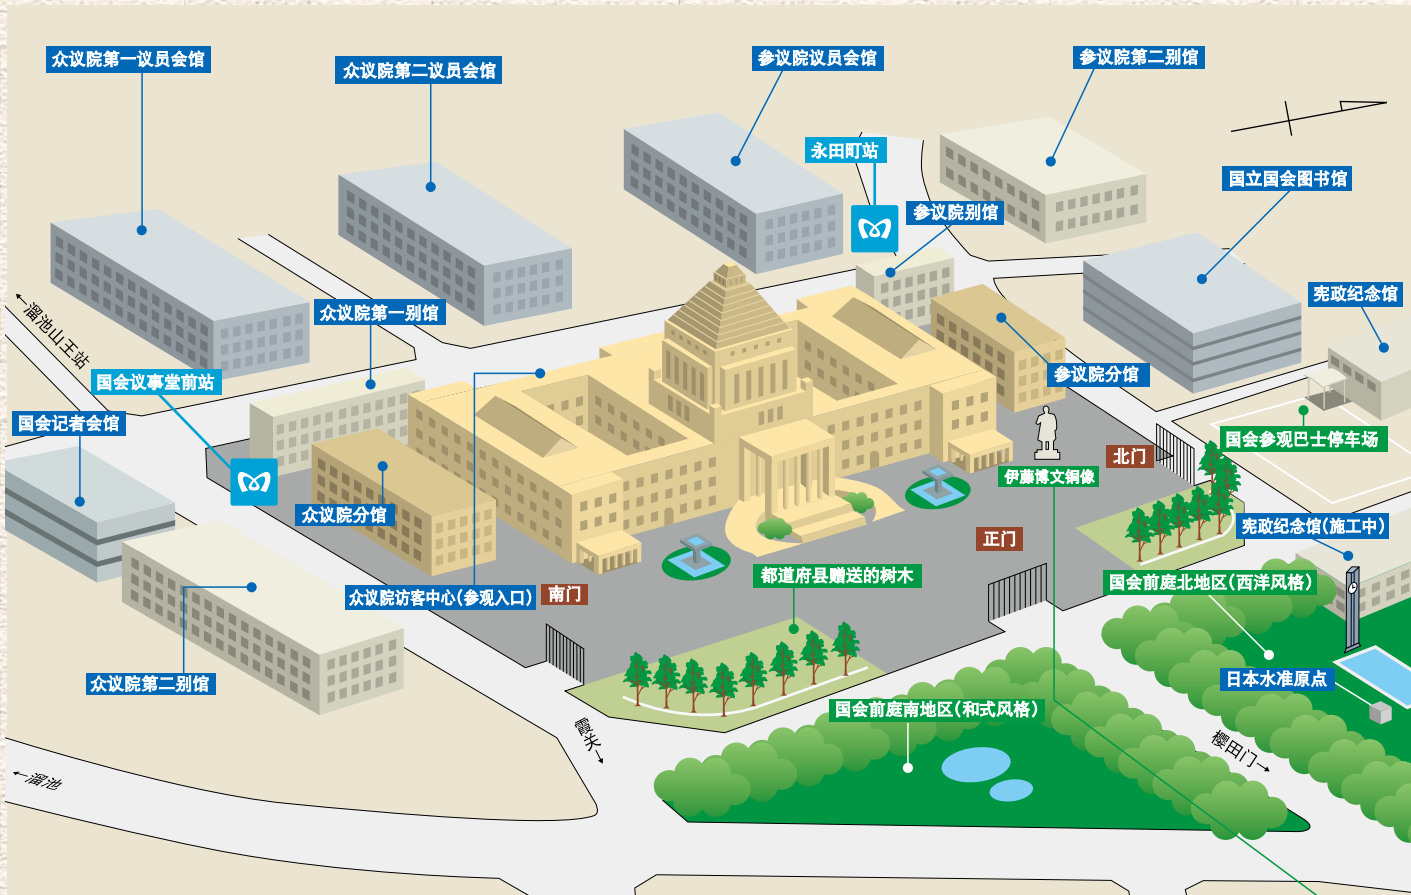 众议院第一议员会馆
众议院第二议员会馆
参议院议员会馆
参议院第二别馆
永田町站
国立国会图书馆
参议院别馆
宪政纪念馆
←溜池山王站
众议院第一别馆
国会议事堂前站
参议院分馆
国会记者会馆
国会参观巴士停车场
北门
伊藤博文铜像
众议院分馆
宪政纪念馆(施工中)
正门
都道府县赠送的树木
国会前庭北地区(西洋风格)
众议院访客中心(参观入口)
南门
众议院第二别馆
日本水准原点
国会前庭南地区(和式风格)
霞关→
樱田门→
←溜池